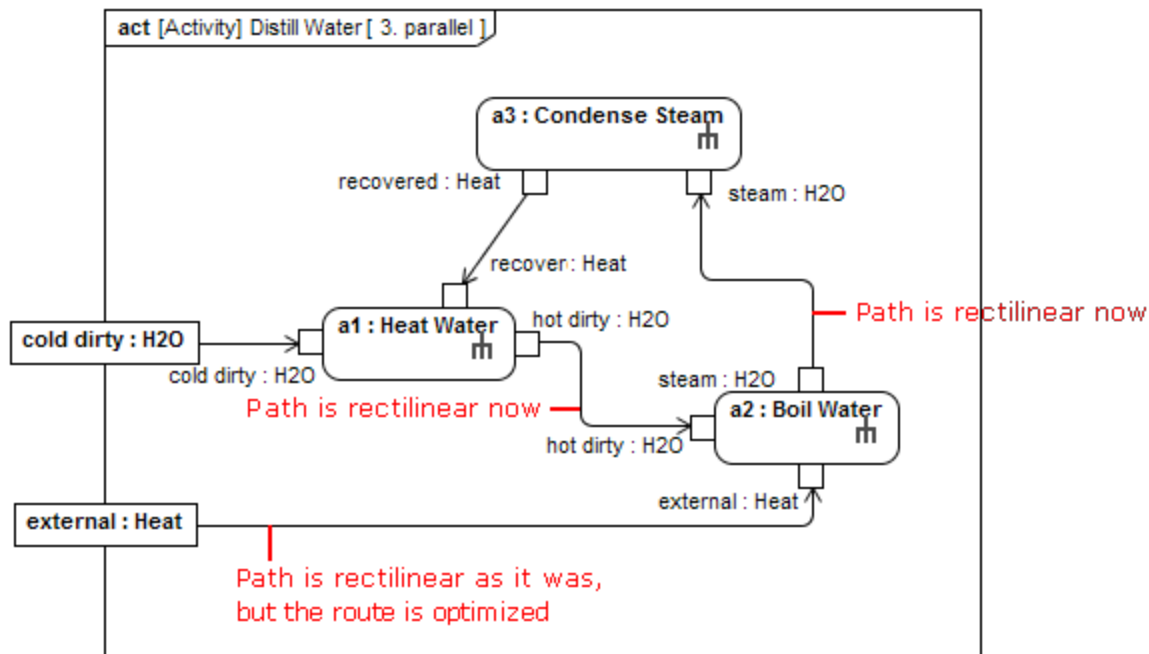 act [Activity] Distill Water [ 3. parallel ]
a3 : Condense Steam
recovered : Heat
steam : H2O
recover : Heat
Path is rectilinear now
hot dirty : H2O
a1 : Heat Water
cold dirty : H2O
cold dirty : H2O
steam : H2O
Path is rectilinear now
a2 : Boil Water
hot dirty : H2O
external : Heat
external : Heat
Path is rectilinear as it was,
but the route is optimized